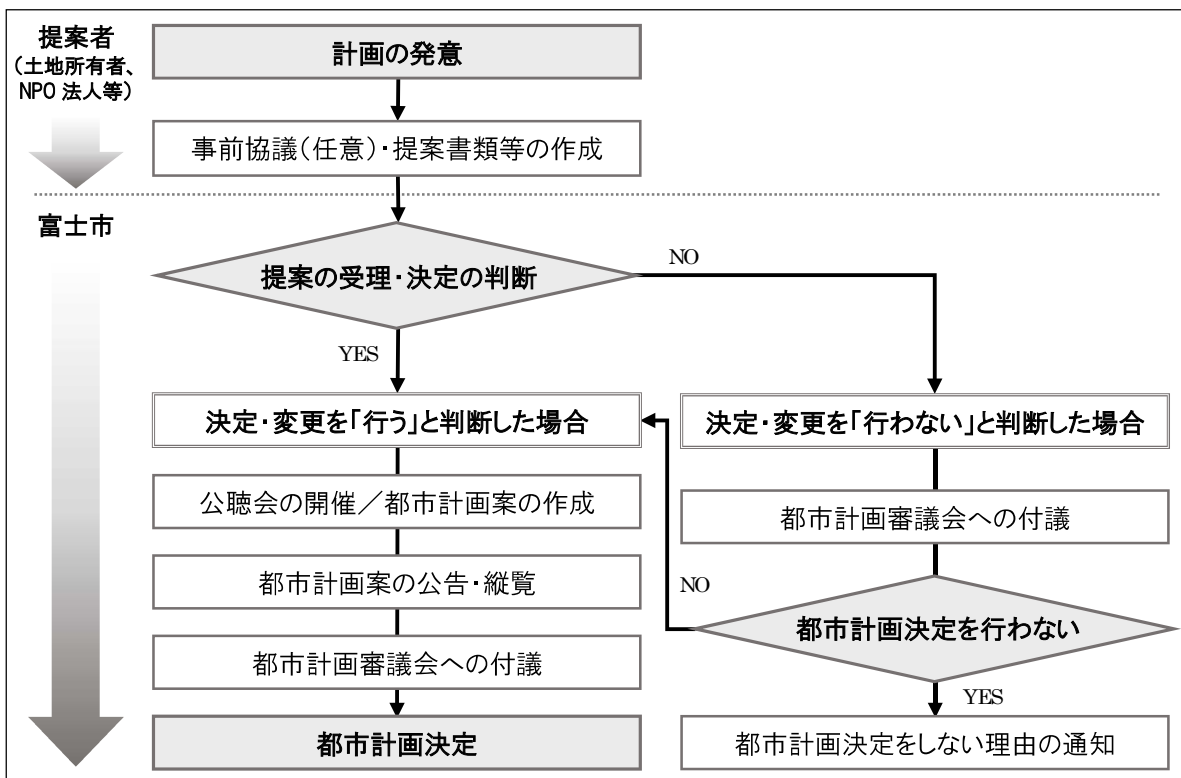 提案者
(土地所有者、
NPO 法人等)
計画の発意
事前協議(任意)・提案書類等の作成
富士市
提案の受理・決定の判断
NO
YES
決定・変更を「行う」と判断した場合
決定・変更を「行わない」と判断した場合
公聴会の開催／都市計画案の作成
都市計画審議会への付議
都市計画案の公告・縦覧
NO
都市計画決定を行わない
都市計画審議会への付議
YES
都市計画決定
都市計画決定をしない理由の通知